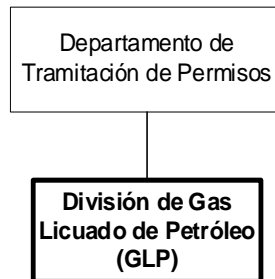 Departamento de
Tramitación de Permisos
División de Gas
Licuado de Petróleo
(GLP)